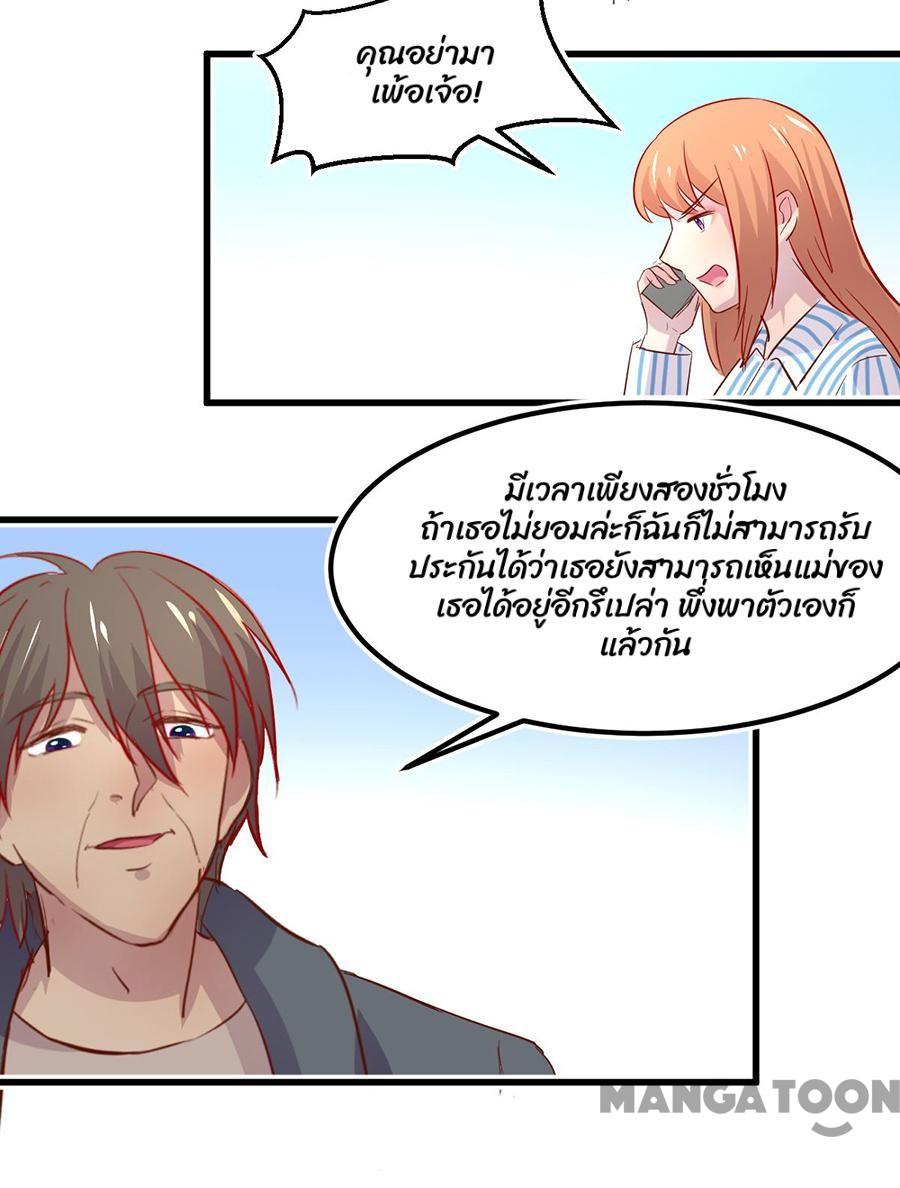 คุณอย่ามา
เพ้อเจ้อ!
มีเวลาเพียงสองชั่วโมง
ถ้าเธอไม่ยอมล่ะก็ฉันก็ไม่สามารถรับ
ประกันได้ว่าเธอยังสามารถเห็นแม่ของ
เธอได้อยู่อีกรึเปล่า พึ่งพาตัวเองก็
แล้วกัน
MANGATOON